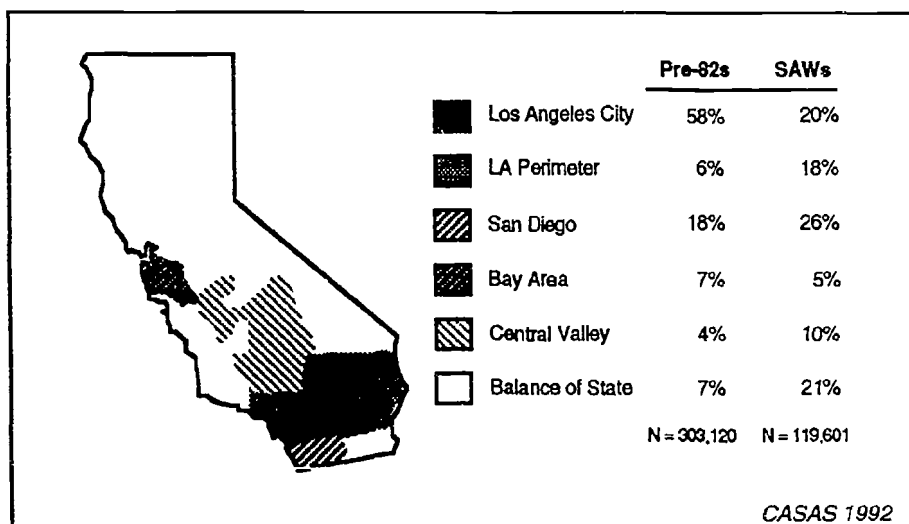 Pre-82s SAWs
Los Angeles City 58% 20%
LA Perimeter 6% 18%
San Diego 18% 26%
Bay Area 7% 5%
Central Valley 4% 10%
Balance of State 7% 21%
N = 303,120 N = 119,601
CASAS 1992